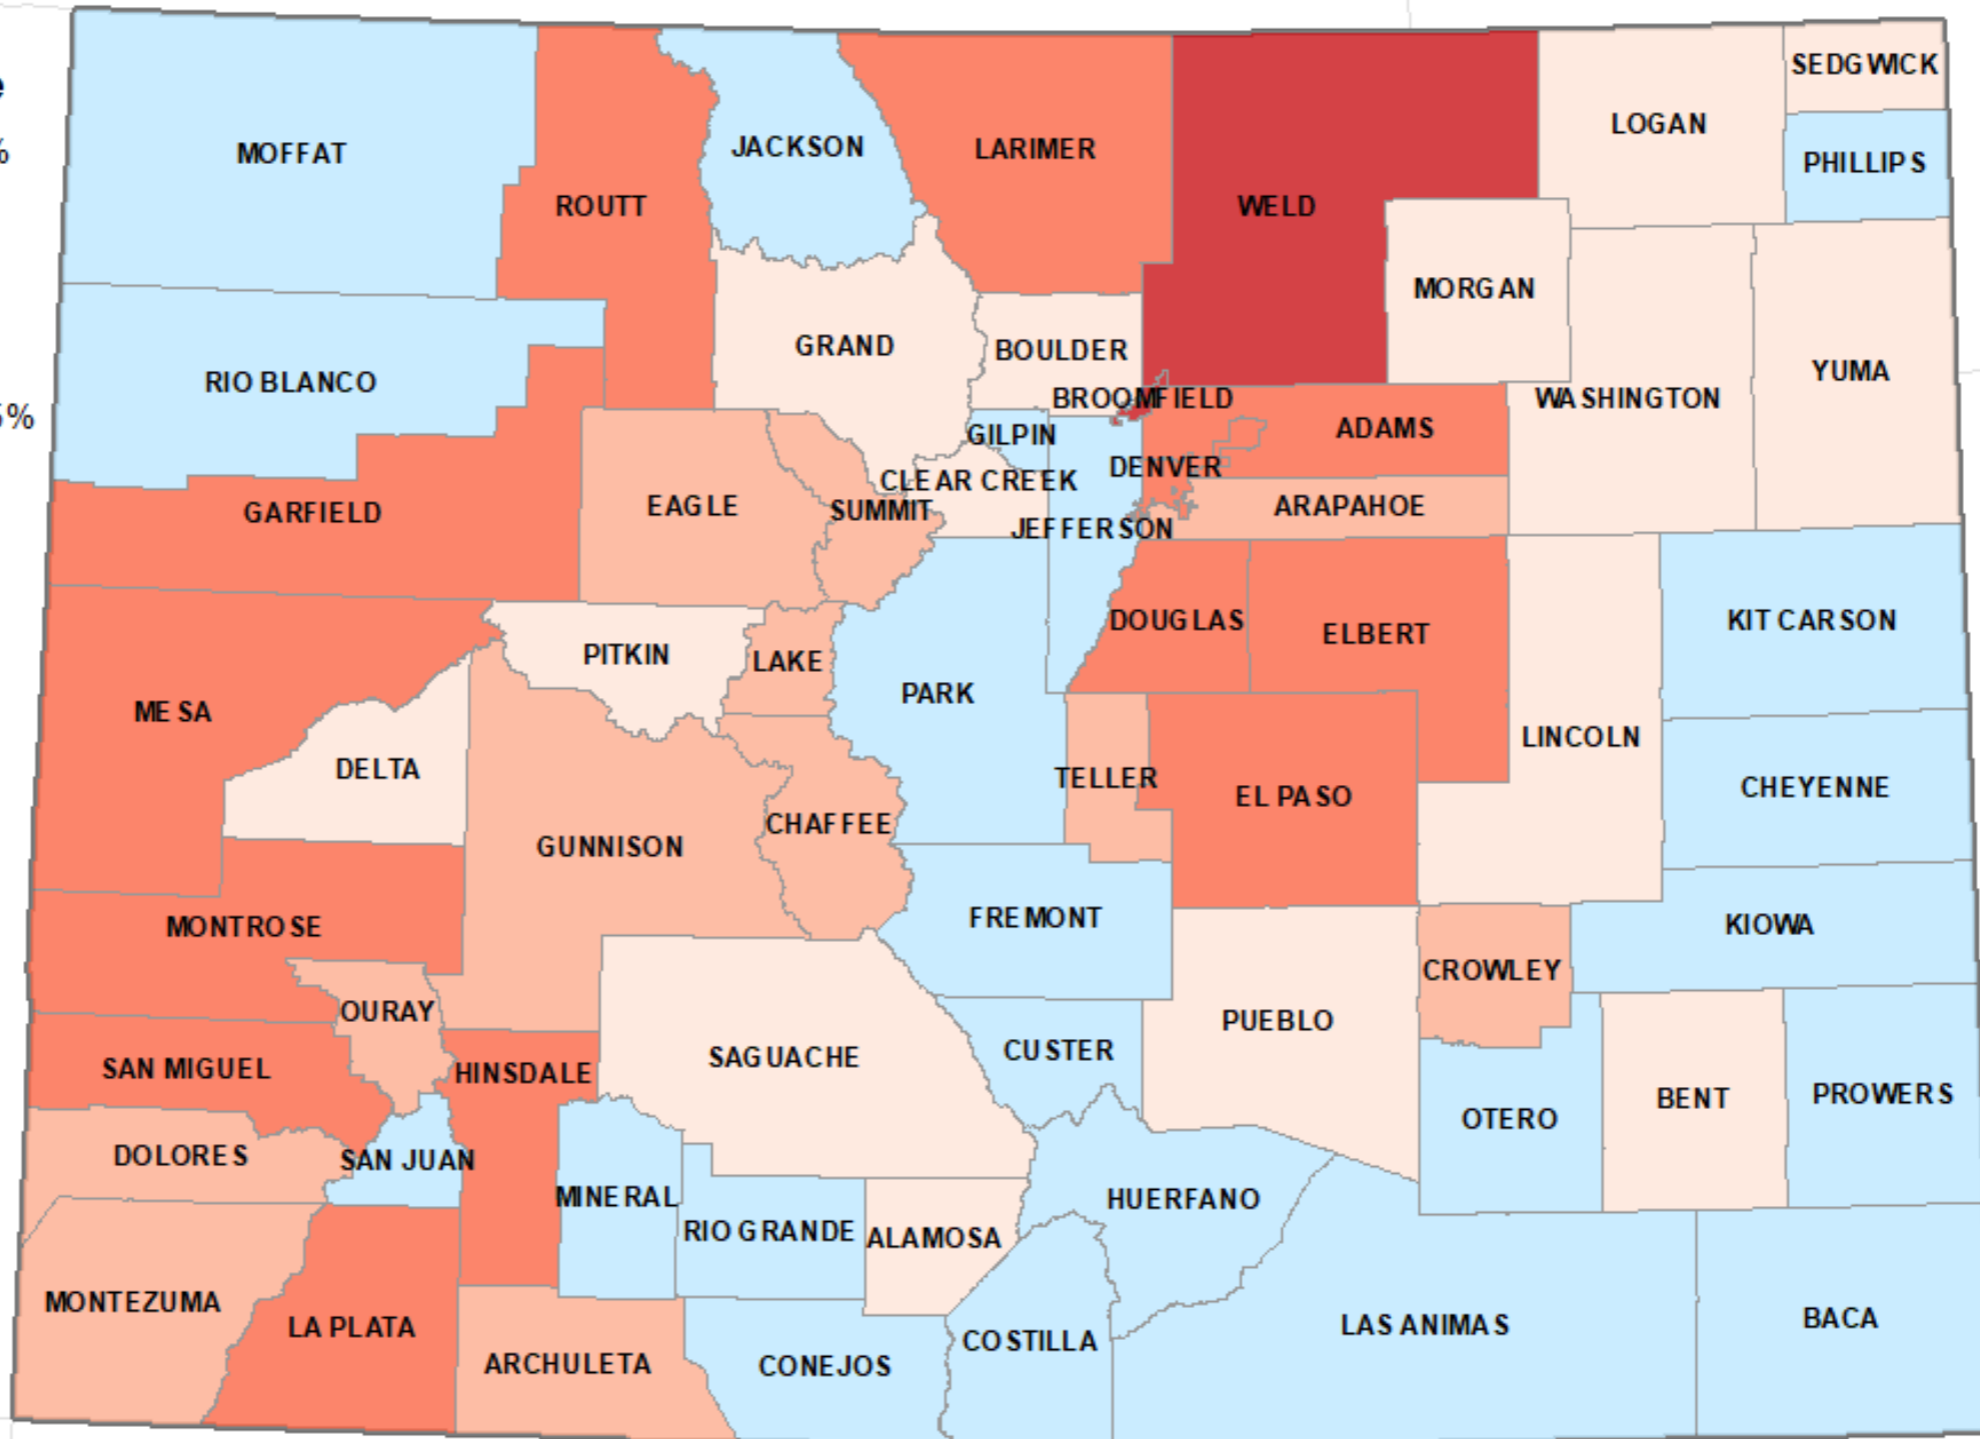 e
%
5%
SEDGWICK
LOGAN
PHILLIPS
MOFFAT
JACKSON
LARIMER
ROUTT
WELD
MORGAN
GRAND
BOULDER
YUMA
RIO BLANCO
BROOMFIELD
WASHINGTON
ADAMS
GILPIN
DENVER
CLEAR CREEK
EAGLE
SUMMIT
ARAPAHOE
GARFIELD
JEFFERSON
DOUGLAS
ELBERT
KIT CARSON
PITKIN
LAKE
PARK
MESA
LINCOLN
DELTA
TELLER
CHEYENNE
EL PASO
CHAFFEE
GUNNISON
FREMONT
MONTROSE
KIOWA
CROWLEY
OURAY
PUEBLO
CUSTER
SAGUACHE
SAN MIGUEL
HINSDALE
PROWERS
BENT
OTERO
DOLORES
SAN JUAN
MINERAL
HUERFANO
RIO GRANDE
ALAMOSA
MONTEZUMA
LA PLATA
LAS ANIMAS
BACA
COSTILLA
ARCHULETA
CONEJOS